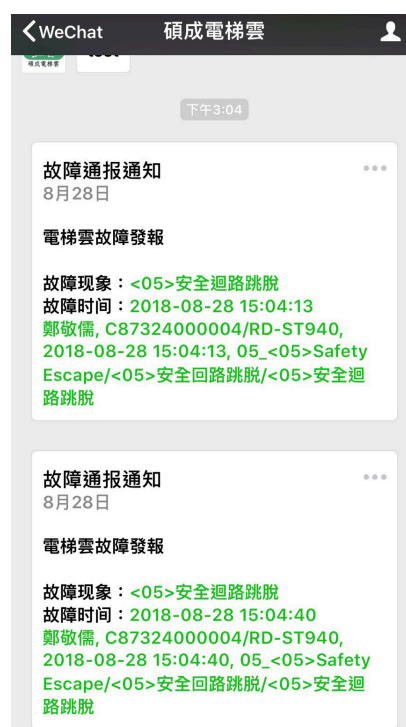 WeChat
碩成電梯雲
碩成電梯雲
下午3:04
故障通报通知
8月28日
電梯雲故障發報
故障现象：<05>安全迴路跳脫
故障时间：2018-08-28 15:04:13
鄭敬儒, C87324000004/RD-ST940,
2018-08-28 15:04:13, 05_<05>Safety
Escape/<05>安全回路跳脱/<05>安全迴
路跳脫
故障通报通知
8月28日
電梯雲故障發報
故障现象：<05>安全迴路跳脫
故障时间：2018-08-28 15:04:40
鄭敬儒, C87324000004/RD-ST940,
2018-08-28 15:04:40, 05_<05>Safety
Escape/<05>安全回路跳脱/<05>安全迴
路跳脫